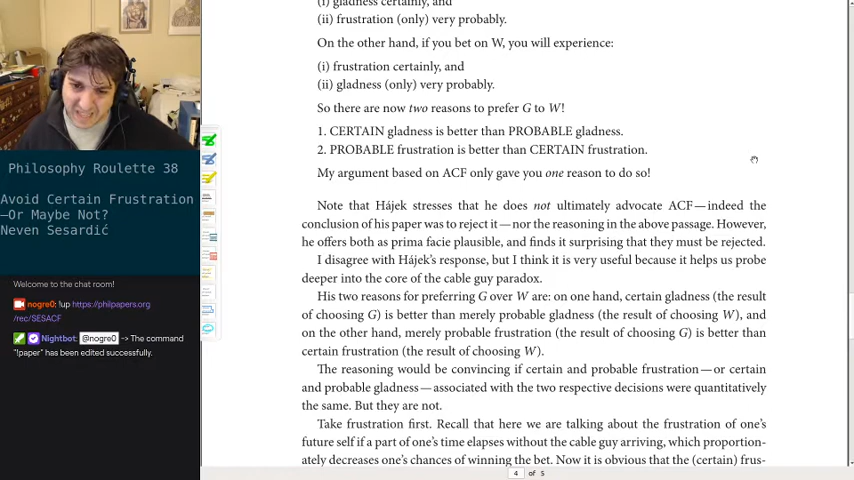 Philosophy Roulette 38
Avoid Certain Frustration
—Or Maybe Not?
Neven Sesardić
Welcome to the chat room!
nogre0: !up https://philpapers.org
/rec/SESACF
Nightbot: @nogre0 -> The command
"!paper" has been edited successfully.
(i) gladness certainly, and
(ii) frustration (only) very probably.
On the other hand, if you bet on W, you will experience:
(i) frustration certainly, and
(ii) gladness (only) very probably.
So there are now two reasons to prefer G to W!
1. CERTAIN gladness is better than PROBABLE gladness.
2. PROBABLE frustration is better than CERTAIN frustration.
My argument based on ACF only gave you one reason to do so!
Note that Hájek stresses that he does not ultimately advocate ACF—indeed the
conclusion of his paper was to reject it—nor the reasoning in the above passage. However,
he offers both as prima facie plausible, and finds it surprising that they must be rejected.
I disagree with Hájek's response, but I think it is very useful because it helps us probe
deeper into the core of the cable guy paradox.
His two reasons for preferring G over W are: on one hand, certain gladness (the result
of choosing G) is better than merely probable gladness (the result of choosing W), and
on the other hand, merely probable frustration (the result of choosing G) is better than
certain frustration (the result of choosing W).
The reasoning would be convincing if certain and probable frustration—or certain
and probable gladness—associated with the two respective decisions were quantitatively
the same. But they are not.
Take frustration first. Recall that here we are talking about the frustration of one's
future self if a part of one's time elapses without the cable guy arriving, which proportion-
ately decreases one's chances of winning the bet. Now it is obvious that the (certain) frus-
4 of 5